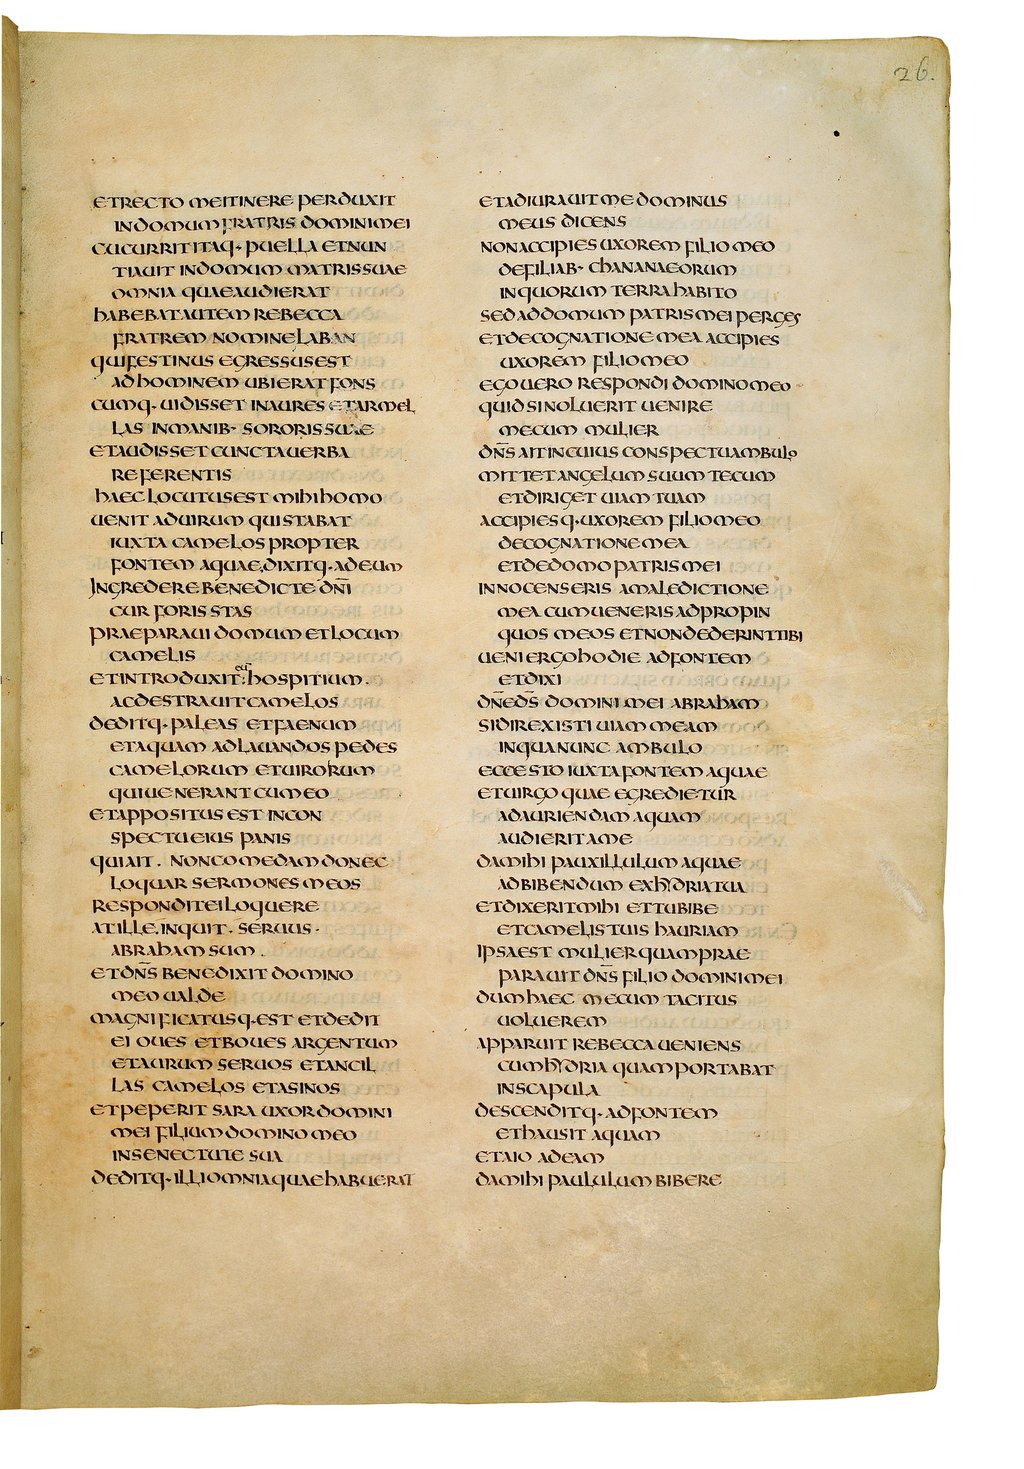 26.
ET RECTO ME ITINERE PERDUXIT
IN DOMUM FRATRIS DOMINI MEI
CUCURRIT ITAQ· PUELLA ET NUN
TIAUIT IN DOMUM MATRIS SUAE
OMNIA QUAE AUDIERAT
HABEBAT AUTEM REBECCA
FRATREM NOMINE LABAN
QUI FESTINUS EGRESSUS EST
AD HOMINEM UBI ERAT FONS
CUMQ· UIDISSET INAURES ET ARMEL
LAS IN MANIB· SORORIS SUAE
ET AUDISSET CUNCTA UERBA
REFERENTIS
HAEC LOCUTUS EST MIHI HOMO
UENIT AD UIRUM QUI STABAT
IUXTA CAMELOS PROPTER
FONTEM AQUAE, DIXITQ· AD EUM
INGREDERE BENEDICTE DN̄I
CUR FORIS STAS
PRAEPARAUI DOMUM ET LOCUM
CAMELIS
ET INTRODUXIT: eū HOSPITIUM.
AC DESTRAUIT CAMELOS
DEDITQ· PALEAS ET FAENUM
ET AQUAM AD LAUANDOS PEDES
CAMELORUM ET UIRORUM
QUI UENERANT CUM EO
ET APPOSITUS EST IN CON
SPECTU EIUS PANIS
QUI AIT. NON COMEDAM DONEC
LOQUAR SERMONES MEOS
RESPONDIT EI LOQUERE
AT ILLE, INQUIT· SERUUS·
ABRAHAM SUM.
ET DN̄S BENEDIXIT DOMINO
MEO UALDE
MAGNIFICATUSQ· EST ET DEDIT
EI OUES ET BOUES ARGENTUM
ET AURUM SERUOS ET ANCIL
LAS CAMELOS ET ASINOS
ET PEPERIT SARA UXOR DOMINI
MEI FILIUM DOMINO MEO
IN SENECTUTE SUA
DEDITQ· ILLI OMNIA QUAE HABUERAT
ET ADIURAUIT ME DOMINUS
MEUS DICENS
NON ACCIPIES UXOREM FILIO MEO
DE FILIAB· CHANANAEORUM
IN QUORUM TERRA HABITO
SED AD DOMUM PATRIS MEI PERGES
ET DE COGNATIONE MEA ACCIPIES
UXOREM FILIO MEO
EGO UERO RESPONDI DOMINO MEO
QUID SI NOLUERIT UENIRE
MECUM MULIER
DN̄S AIT IN CUIUS CONSPECTU AMBULO
MITTET ANGELUM SUUM TECUM
ET DIRIGET UIAM TUAM
ACCIPIESQ· UXOREM FILIO MEO
DE COGNATIONE MEA
ET DE DOMO PATRIS MEI
INNOCENS ERIS A MALEDICTIONE
MEA CUM UENERIS AD PROPIN
QUOS MEOS ET NON DEDERINT TIBI
UENI ERGO HODIE AD FONTEM
ET DIXI
DN̄E DS̄ DOMINI MEI ABRAHAM
SI DIREXISTI UIAM MEAM
IN QUA NUNC AMBULO
ECCE STO IUXTA FONTEM AQUAE
ET UIRGO QUAE EGREDIETUR
AD AURIENDAM AQUAM
AUDIERIT A ME
DA MIHI PAUXILLULUM AQUAE
AD BIBENDUM EX HYDRIA TUA
ET DIXERIT MIHI ET TU BIBE
ET CAMELIS TUIS HAURIAM
IPSA EST MULIER QUAM PRAE
PARAUIT DN̄S FILIO DOMINI MEI
DUM HAEC MECUM TACITUS
UOLUEREM
APPARUIT REBECCA UENIENS
CUM HYDRIA QUAM PORTABAT
IN SCAPULA
DESCENDITQ· AD FONTEM
ET HAUSIT AQUAM
ET AIO AD EAM
DA MIHI PAULULUM BIBERE